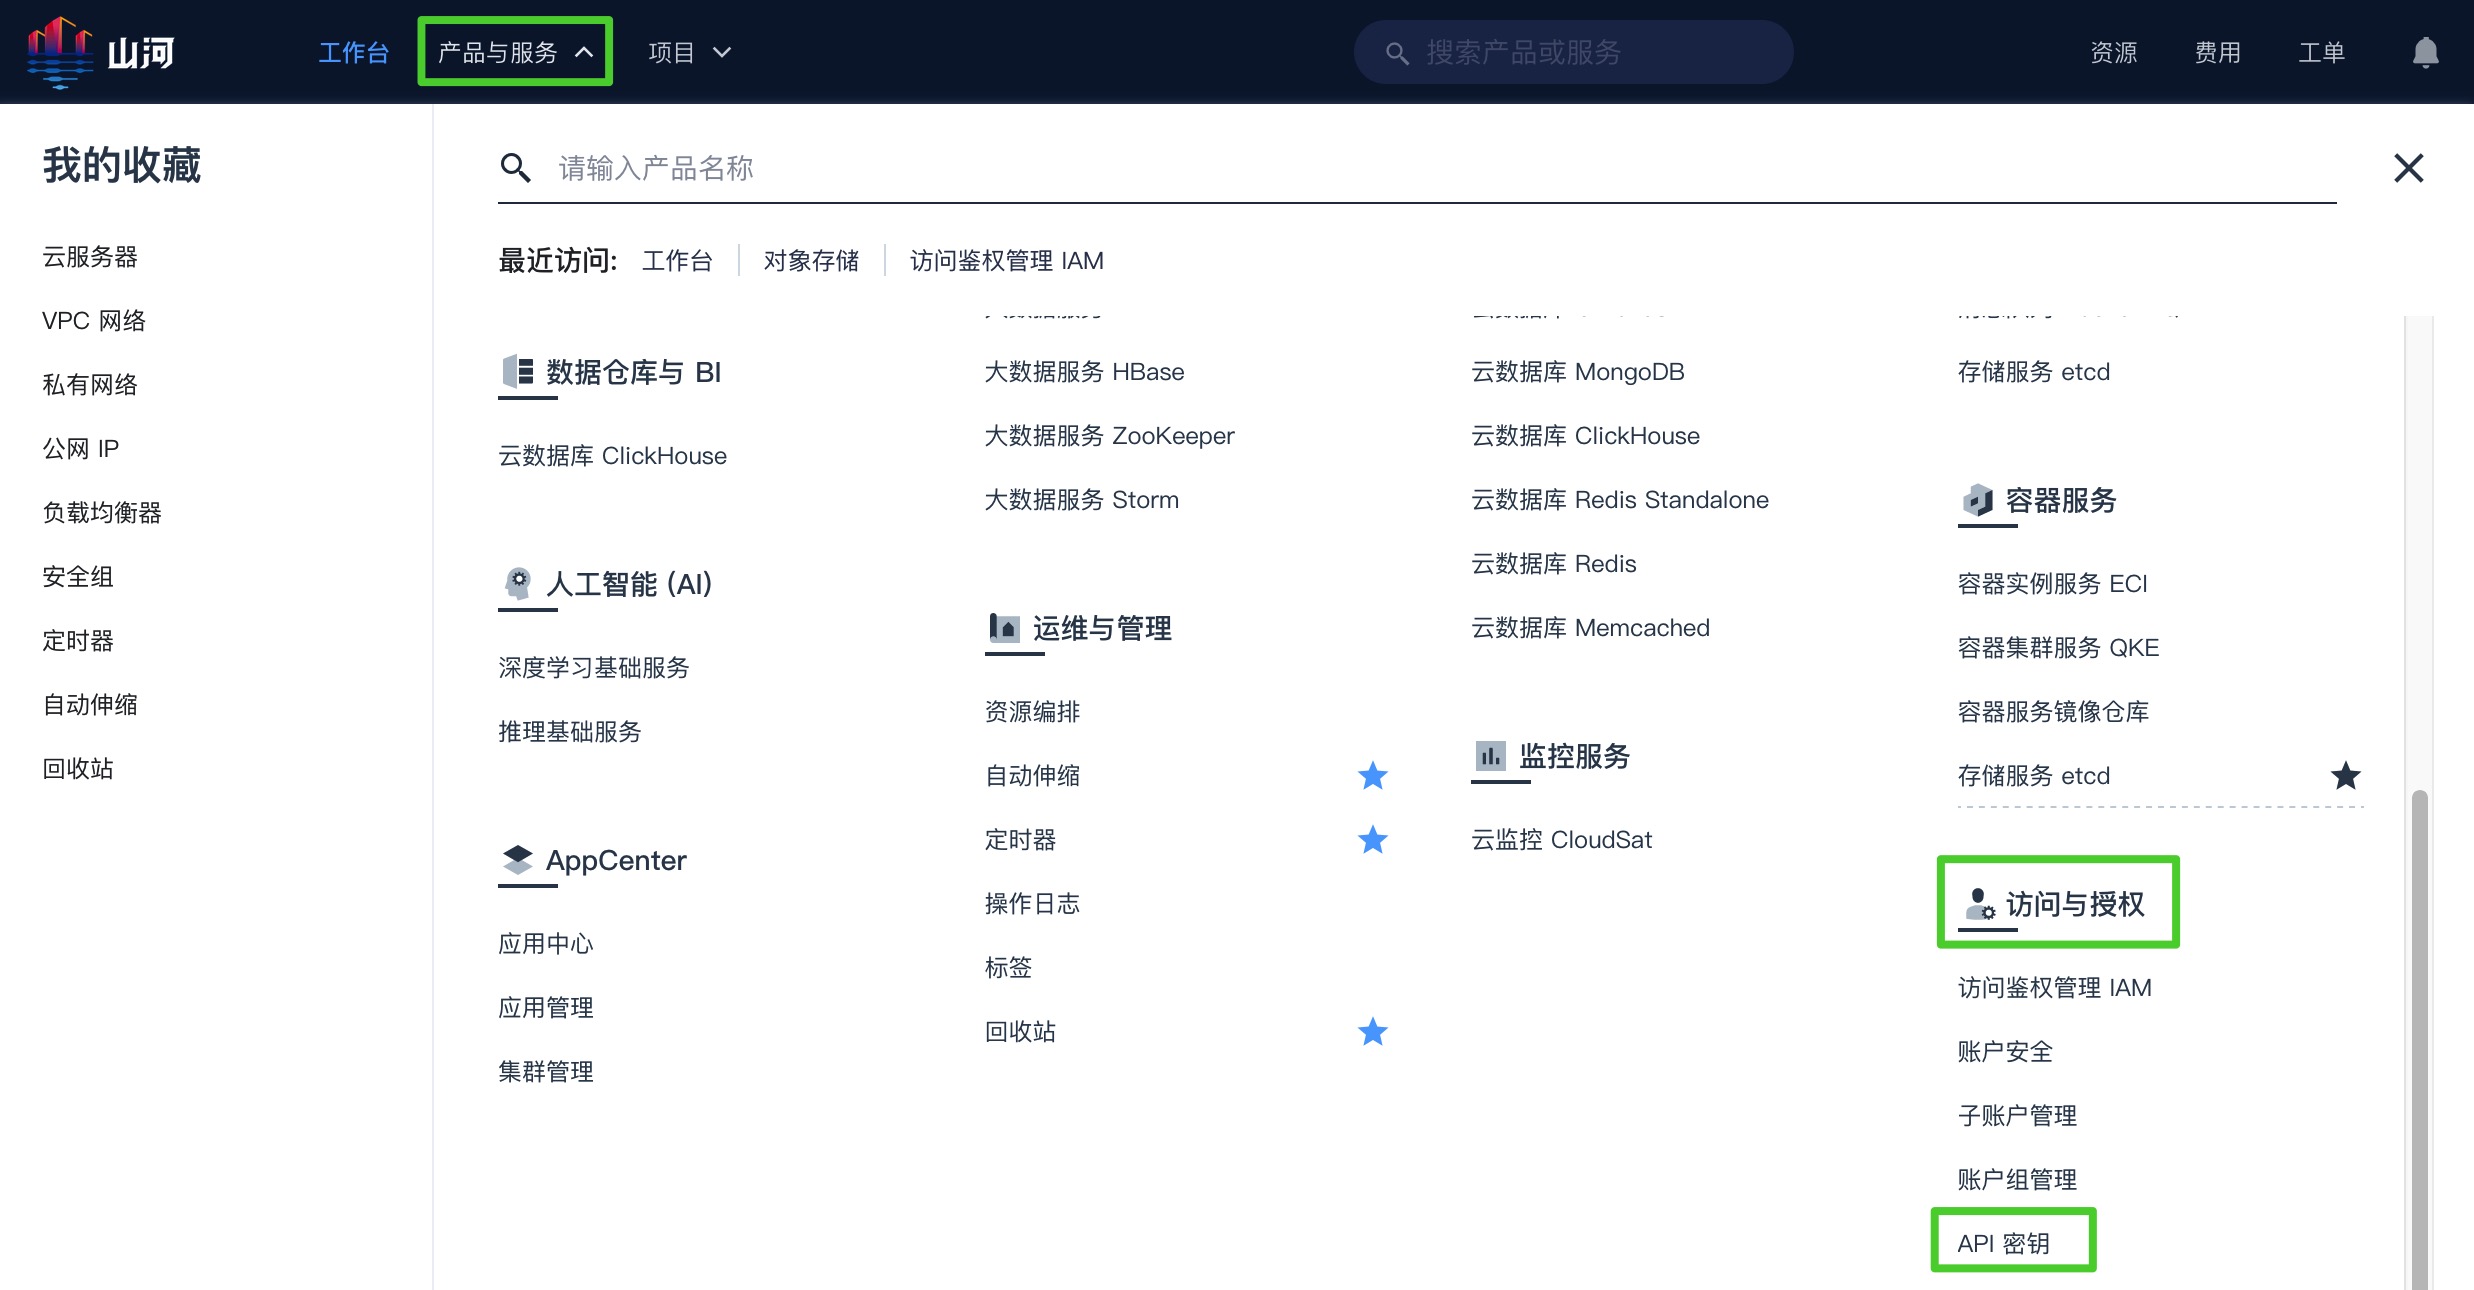 山河
工作台
产品与服务
项目
搜索产品或服务
资源
费用
工单
我的收藏
云服务器
VPC 网络
私有网络
公网 IP
负载均衡器
安全组
定时器
自动伸缩
回收站
请输入产品名称
最近访问: 工作台 对象存储 访问鉴权管理 IAM
数据仓库与 BI
云数据库 ClickHouse
人工智能 (AI)
深度学习基础服务
推理基础服务
AppCenter
应用中心
应用管理
集群管理
大数据服务 HBase
大数据服务 ZooKeeper
大数据服务 Storm
运维与管理
资源编排
自动伸缩
定时器
操作日志
标签
回收站
云数据库 MongoDB
云数据库 ClickHouse
云数据库 Redis Standalone
云数据库 Redis
云数据库 Memcached
监控服务
云监控 CloudSat
存储服务 etcd
容器服务
容器实例服务 ECI
容器集群服务 QKE
容器服务镜像仓库
存储服务 etcd
访问与授权
访问鉴权管理 IAM
账户安全
子账户管理
账户组管理
API 密钥